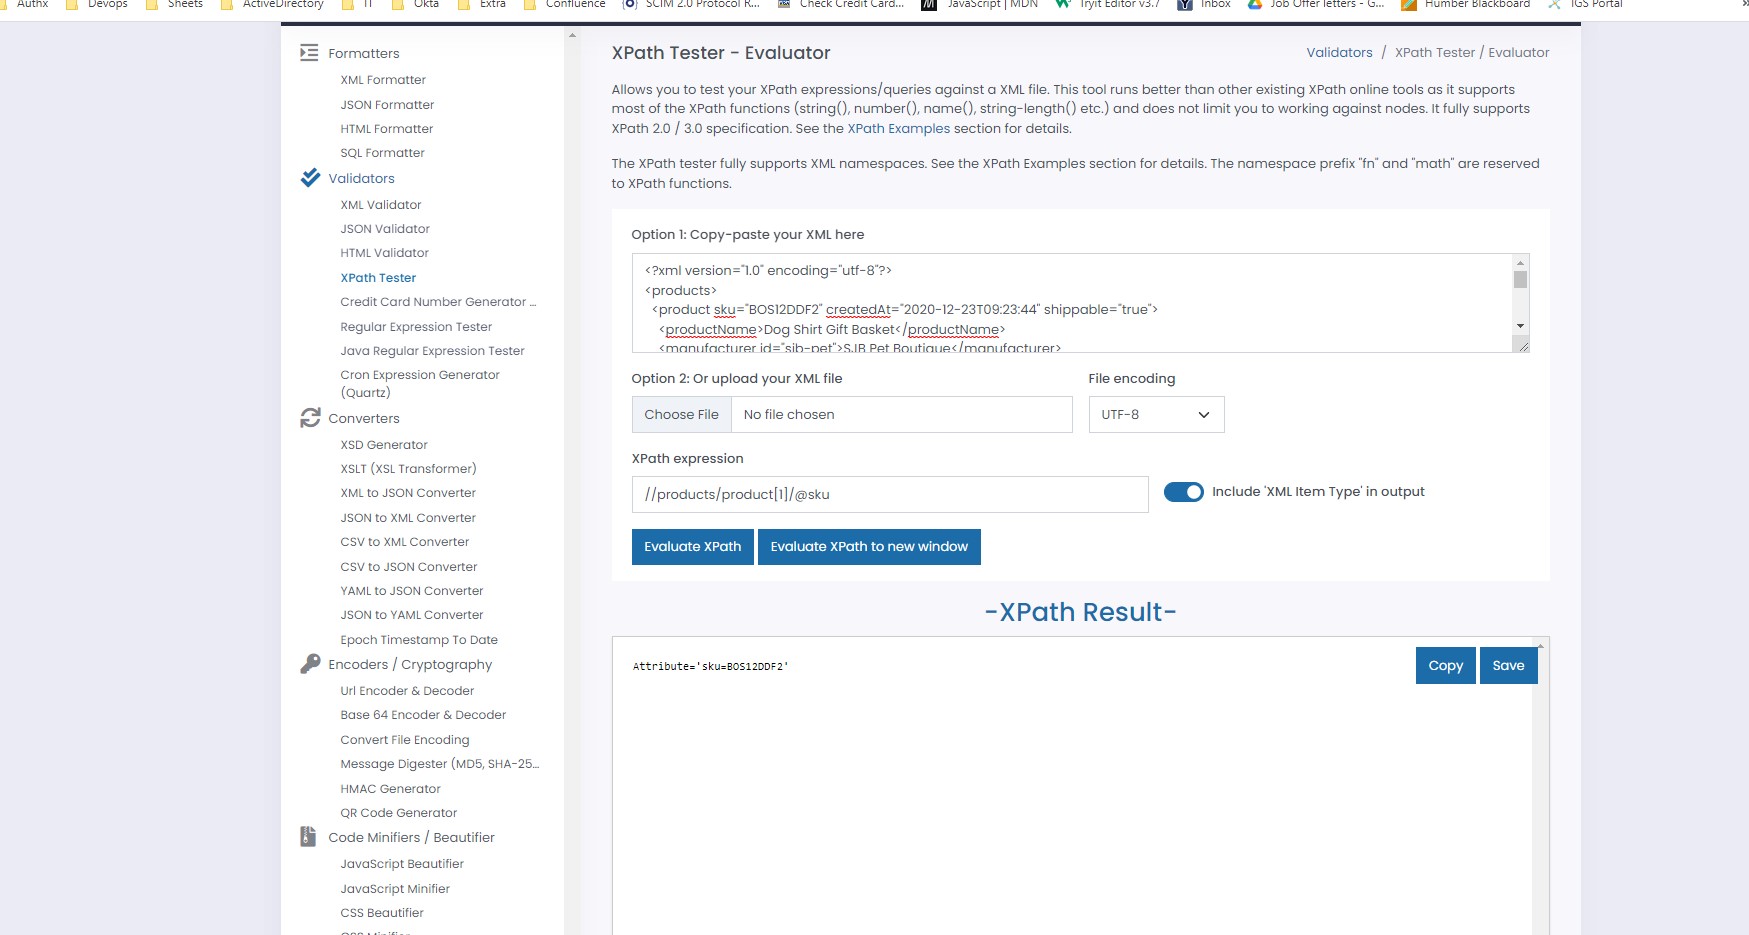 Authx Devops Sheets ActiveDirectory IT Okta Extra Confluence SCIM 2.0 Protocol R... Check Credit Card... JavaScript | MDN Tryit Editor v3.7 Inbox Job Offer letters - G... Humber Blackboard IGS Portal
Formatters
XML Formatter
JSON Formatter
HTML Formatter
SQL Formatter
Validators
XML Validator
JSON Validator
HTML Validator
XPath Tester
Credit Card Number Generator ...
Regular Expression Tester
Java Regular Expression Tester
Cron Expression Generator
(Quartz)
Converters
XSD Generator
XSLT (XSL Transformer)
XML to JSON Converter
JSON to XML Converter
CSV to XML Converter
CSV to JSON Converter
YAML to JSON Converter
JSON to YAML Converter
Epoch Timestamp To Date
Encoders / Cryptography
Url Encoder & Decoder
Base 64 Encoder & Decoder
Convert File Encoding
Message Digester (MD5, SHA-25...
HMAC Generator
QR Code Generator
Code Minifiers / Beautifier
JavaScript Beautifier
JavaScript Minifier
CSS Beautifier
CSS Minifier
XPath Tester - Evaluator
Validators / XPath Tester / Evaluator
Allows you to test your XPath expressions/queries against a XML file. This tool runs better than other existing XPath online tools as it supports
most of the XPath functions (string(), number(), name(), string-length() etc.) and does not limit you to working against nodes. It fully supports
XPath 2.0 / 3.0 specification. See the XPath Examples section for details.
The XPath tester fully supports XML namespaces. See the XPath Examples section for details. The namespace prefix "fn" and "math" are reserved
to XPath functions.
Option 1: Copy-paste your XML here
<?xml version="1.0" encoding="utf-8"?>
<products>
<product sku="BOS12DDF2" createdAt="2020-12-23T09:23:44" shippable="true">
<productName>Dog Shirt Gift Basket</productName>
<manufacturer id="sjb-pet">SJB Pet Boutique</manufacturer>
Option 2: Or upload your XML file
File encoding
Choose File No file chosen
UTF-8
XPath expression
//products/product[1]/@sku
Include 'XML Item Type' in output
Evaluate XPath
Evaluate XPath to new window
-XPath Result-
Attribute='sku=BOS12DDF2'
Copy
Save